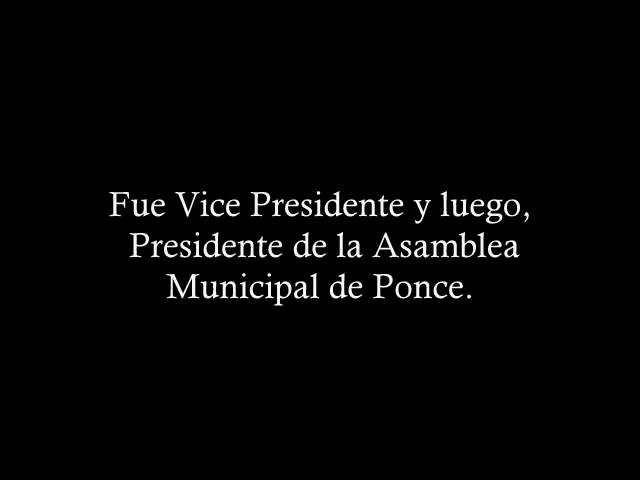 Fue Vice Presidente y luego,
Presidente de la Asamblea
Municipal de Ponce.